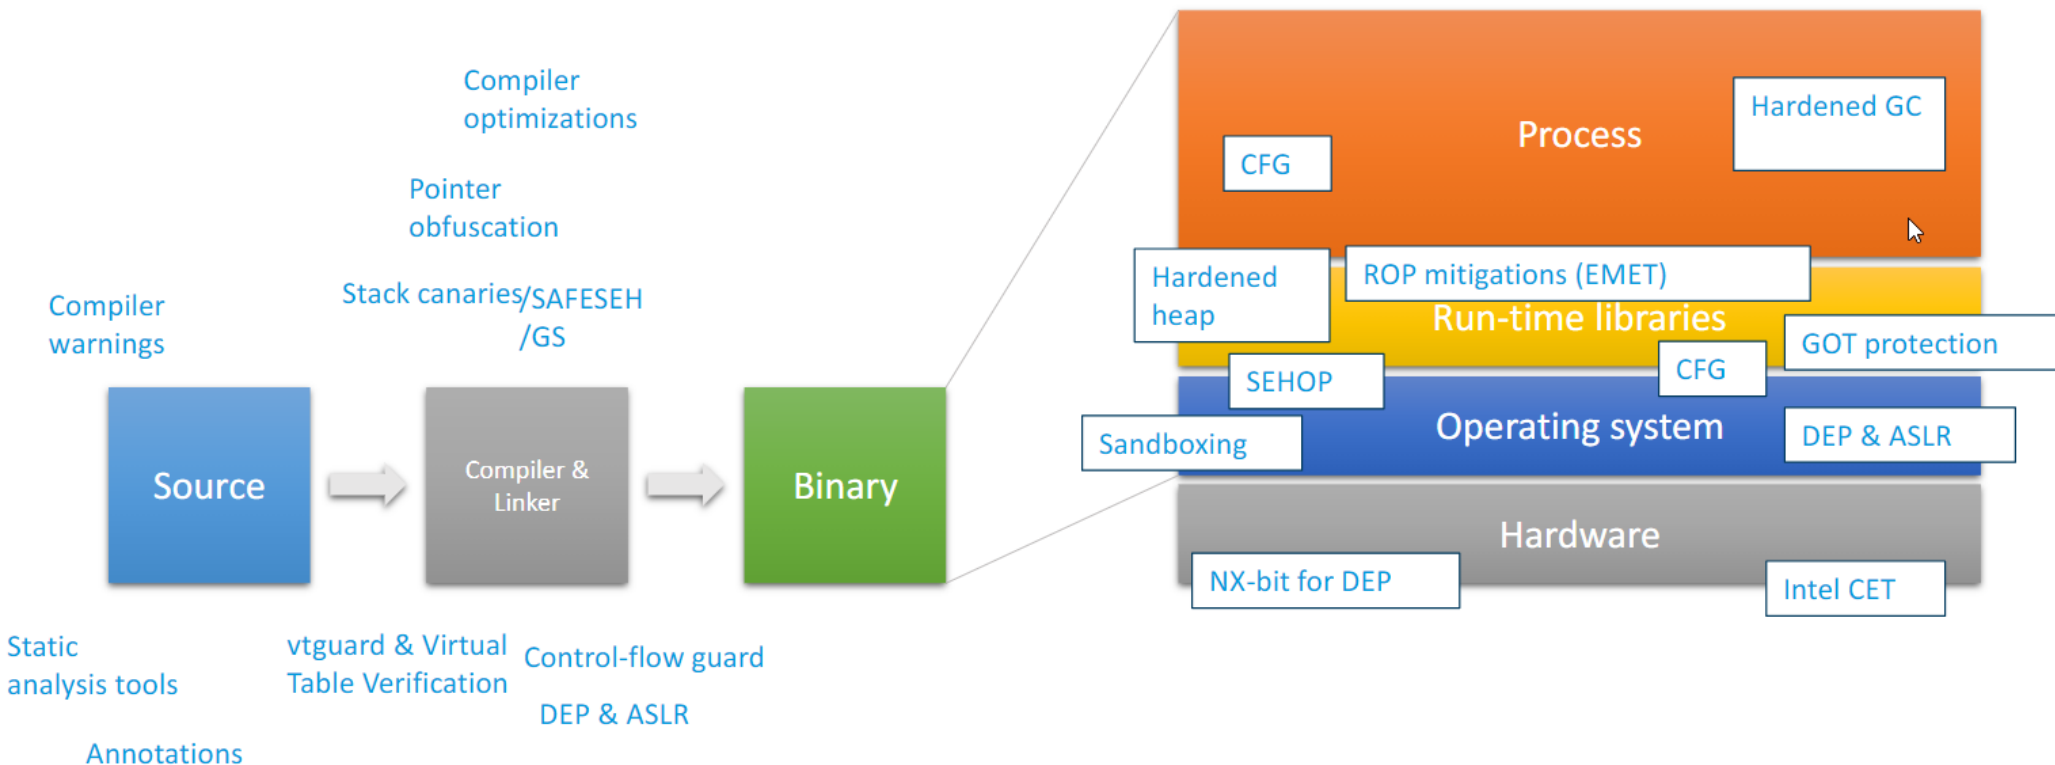 Compiler
optimizations
Pointer
obfuscation
Stack canaries
/SAFESEH
/GS
Compiler
warnings
Source
Compiler &
Linker
Binary
Static
analysis tools
Annotations
vtguard & Virtual
Table Verification
Control-flow guard
DEP & ASLR
Process
Hardened GC
CFG
Hardened
heap
ROP mitigations (EMET)
Run-time libraries
GOT protection
CFG
SEHOP
Operating system
Sandboxing
DEP & ASLR
Hardware
NX-bit for DEP
Intel CET